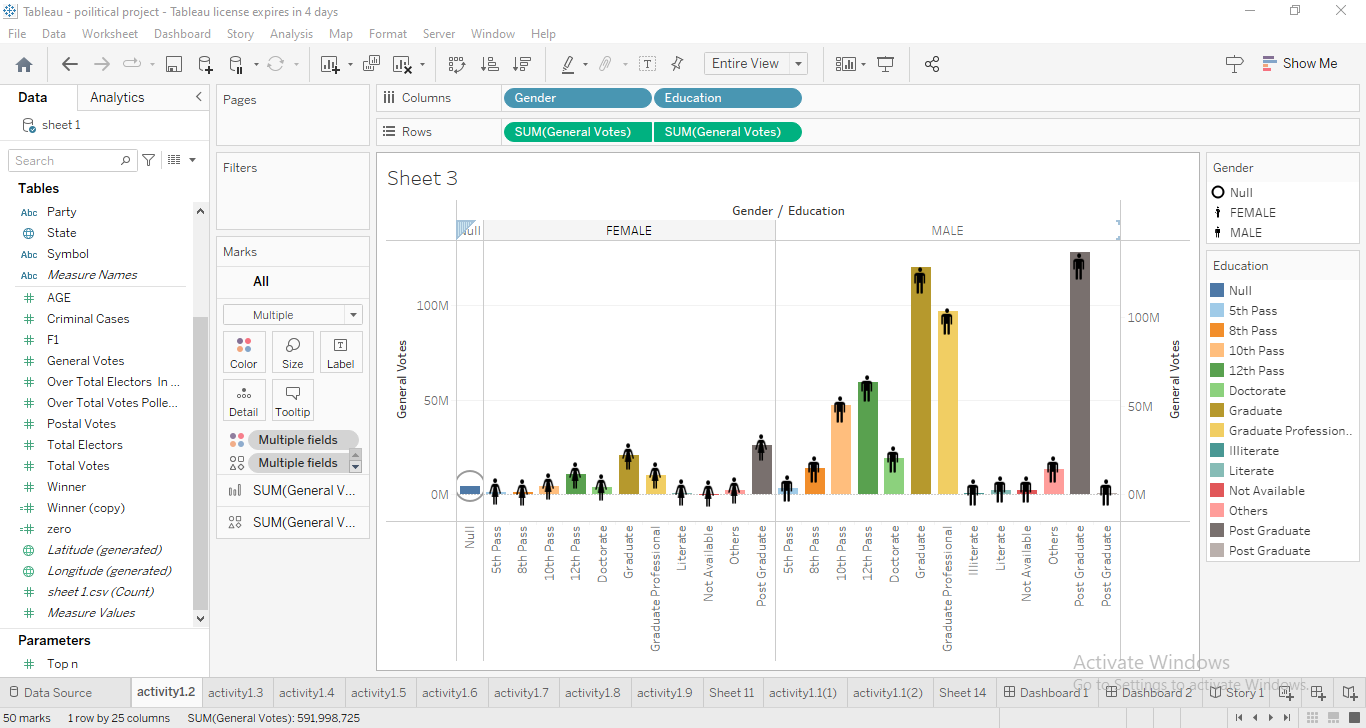 Tableau - poilitical project - Tableau license expires in 4 days
File Data Worksheet Dashboard Story Analysis Map Format Server Window Help
Entire View
Show Me
Data Analytics
sheet 1
Search
Tables
Abc Party
State
Abc Symbol
Abc Measure Names
# AGE
# Criminal Cases
# F1
# General Votes
# Over Total Electors In ...
# Over Total Votes Polle...
# Postal Votes
# Total Electors
# Total Votes
# Winner
=# Winner (copy)
=# zero
Latitude (generated)
Longitude (generated)
# sheet 1.csv (Count)
# Measure Values
Parameters
# Top n
Pages
Filters
Marks
All
Multiple
Color Size Label
Detail Tooltip
Multiple fields
Multiple fields
SUM(General V...
SUM(General V...
Columns Gender Education
Rows SUM(General Votes) SUM(General Votes)
Sheet 3
Gender / Education
FEMALE MALE
General Votes
100M
50M
0M
General Votes
100M
50M
0M
Null
5th Pass
8th Pass
10th Pass
12th Pass
Doctorate
Graduate
Graduate Professional
Literate
Not Available
Others
Post Graduate
5th Pass
8th Pass
10th Pass
12th Pass
Doctorate
Graduate
Graduate Professional
Illiterate
Literate
Not Available
Others
Post Graduate
Post Graduate
Gender
Null
FEMALE
MALE
Education
Null
5th Pass
8th Pass
10th Pass
12th Pass
Doctorate
Graduate
Graduate Profession..
Illiterate
Literate
Not Available
Others
Post Graduate
Post Graduate
Activate Windows
Go to Settings to activate Windows.
Data Source activity1.2 activity1.3 activity1.4 activity1.5 activity1.6 activity1.7 activity1.8 activity1.9 Sheet 11 activity1.1(1) activity1.1(2) Sheet 14 Dashboard 1 Dashboard 2 Story 1
50 marks 1 row by 25 columns SUM(General Votes): 591,998,725